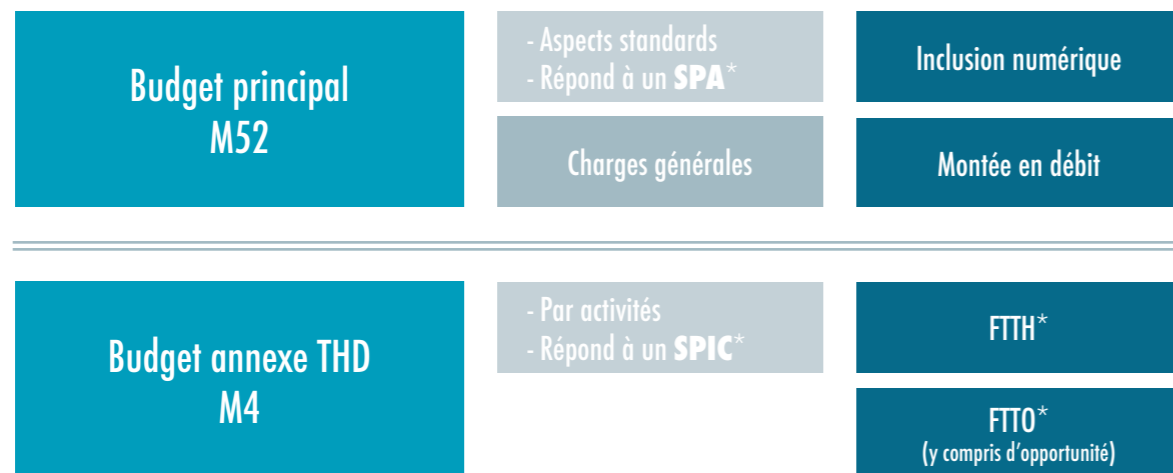 Budget principal
M52
- Aspects standards
- Répond à un SPA*
Charges générales
Inclusion numérique
Montée en débit
Budget annexe THD
M4
- Par activités
- Répond à un SPIC*
FTTH*
FTTO*
(y compris d'opportunité)